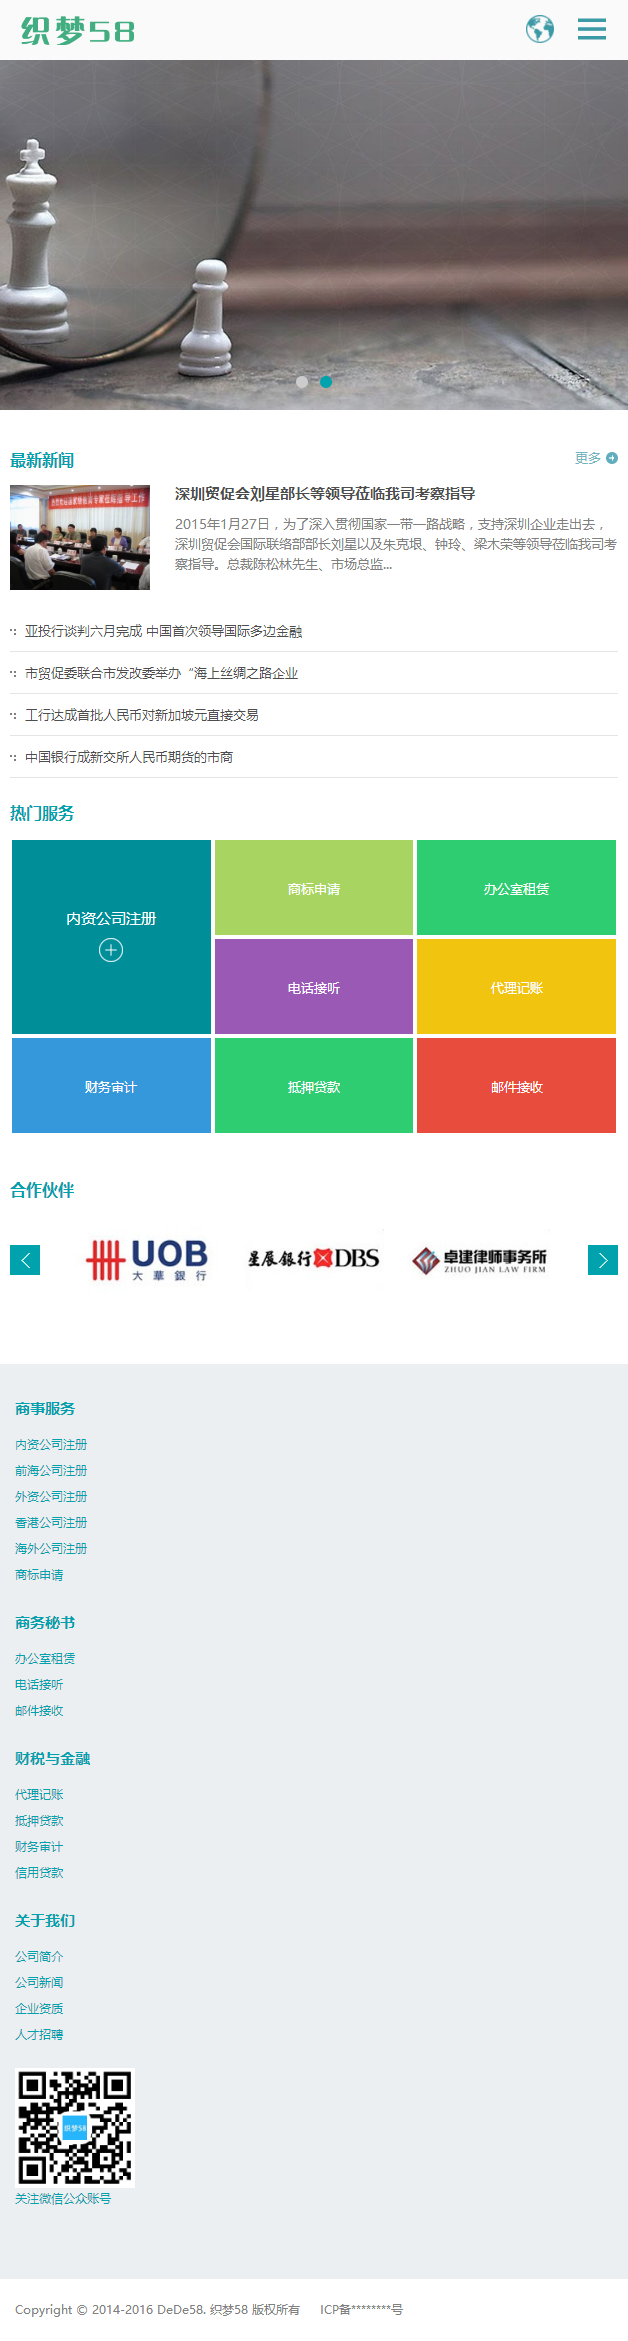 织梦58
最新新闻
更多
深圳贸促会刘星部长等领导莅临我司考察指导
2015年1月27日，为了深入贯彻国家一带一路战略，支持深圳企业走出去，
深圳贸促会国际联络部部长刘星以及朱克垠、钟玲、梁木荣等领导莅临我司考
察指导。总裁陈松林先生、市场总监...
亚投行谈判六月完成 中国首次领导国际多边金融
市贸促委联合市发改委举办“海上丝绸之路企业
工行达成首批人民币对新加坡元直接交易
中国银行成新交所人民币期货的市商
热门服务
内资公司注册
商标申请
办公室租赁
电话接听
代理记账
财务审计
抵押贷款
邮件接收
合作伙伴
UOB
大華銀行
星展银行 DBS
卓建律师事务所
ZHUO JIAN LAW FIRM
商事服务
内资公司注册
前海公司注册
外资公司注册
香港公司注册
海外公司注册
商标申请
商务秘书
办公室租赁
电话接听
邮件接收
财税与金融
代理记账
抵押贷款
财务审计
信用贷款
关于我们
公司简介
公司新闻
企业资质
人才招聘
织梦58
关注微信公众账号
Copyright © 2014-2016 DeDe58. 织梦58 版权所有 ICP备********号